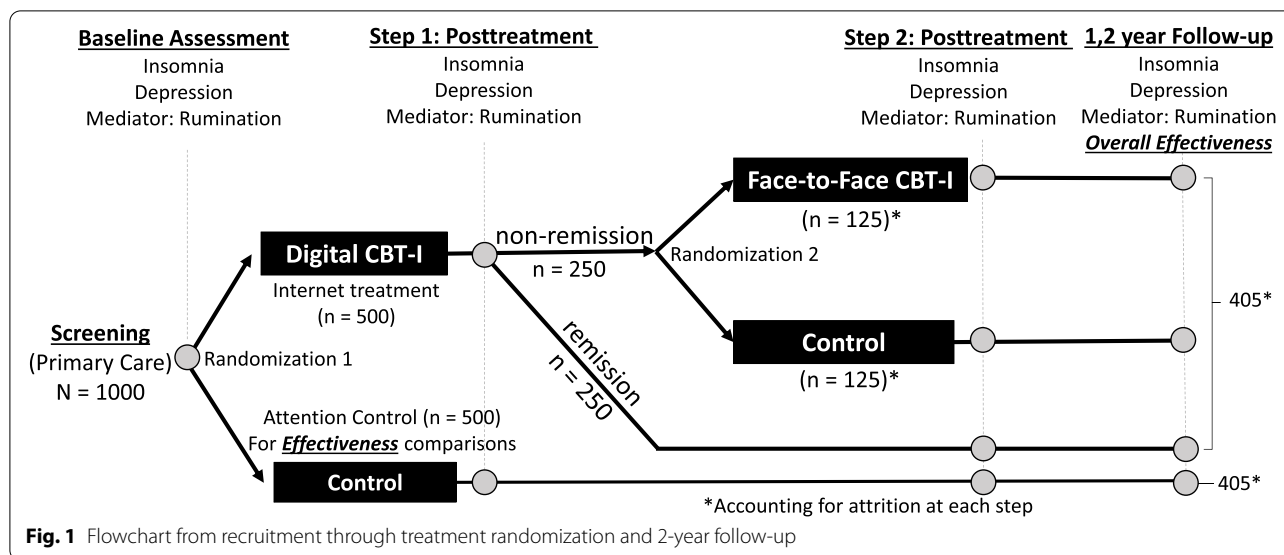 Baseline Assessment
Insomnia
Depression
Mediator: Rumination
Step 1: Posttreatment
Insomnia
Depression
Mediator: Rumination
Step 2: Posttreatment
Insomnia
Depression
Mediator: Rumination
1,2 year Follow-up
Insomnia
Depression
Mediator: Rumination
Overall Effectiveness
Screening
(Primary Care)
N = 1000
Randomization 1
Digital CBT-I
Internet treatment
(n = 500)
non-remission
n = 250
remission
n = 250
Randomization 2
Face-to-Face CBT-I
(n = 125)*
Control
(n = 125)*
405*
Attention Control (n = 500)
For Effectiveness comparisons
Control
405*
*Accounting for attrition at each step
Fig. 1 Flowchart from recruitment through treatment randomization and 2-year follow-up